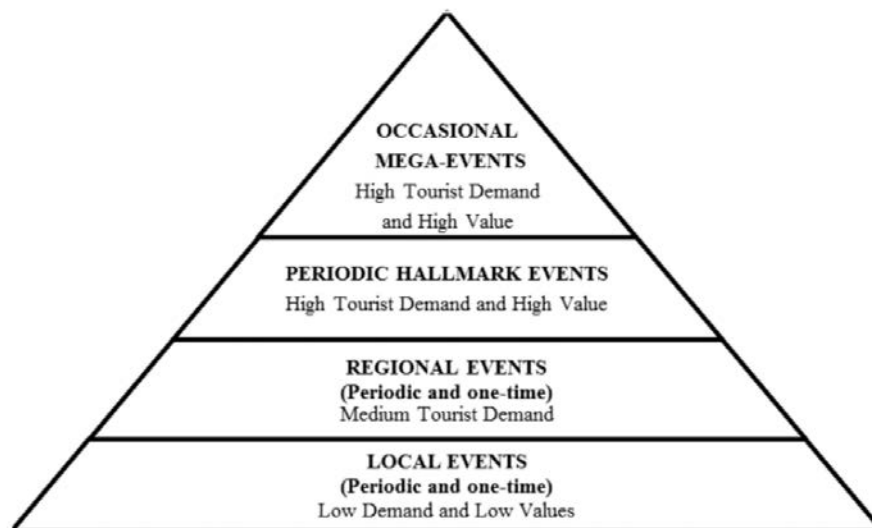 OCCASIONAL
MEGA-EVENTS
High Tourist Demand
and High Value
PERIODIC HALLMARK EVENTS
High Tourist Demand and High Value
REGIONAL EVENTS
(Periodic and one-time)
Medium Tourist Demand
LOCAL EVENTS
(Periodic and one-time)
Low Demand and Low Values